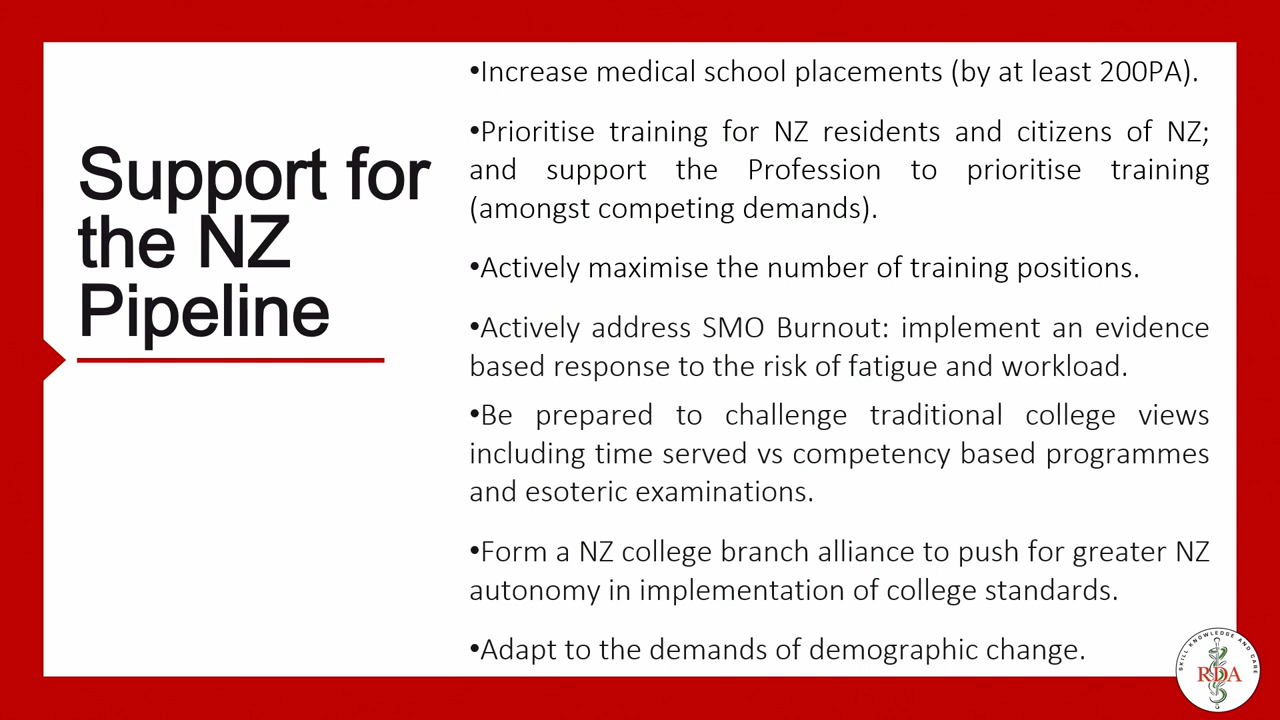 Support for
the NZ
Pipeline
•Increase medical school placements (by at least 200PA).
•Prioritise training for NZ residents and citizens of NZ;
and support the Profession to prioritise training
(amongst competing demands).
•Actively maximise the number of training positions.
•Actively address SMO Burnout: implement an evidence
based response to the risk of fatigue and workload.
•Be prepared to challenge traditional college views
including time served vs competency based programmes
and esoteric examinations.
•Form a NZ college branch alliance to push for greater NZ
autonomy in implementation of college standards.
•Adapt to the demands of demographic change.
SKILL KNOWLEDGE AND CARE
RDA